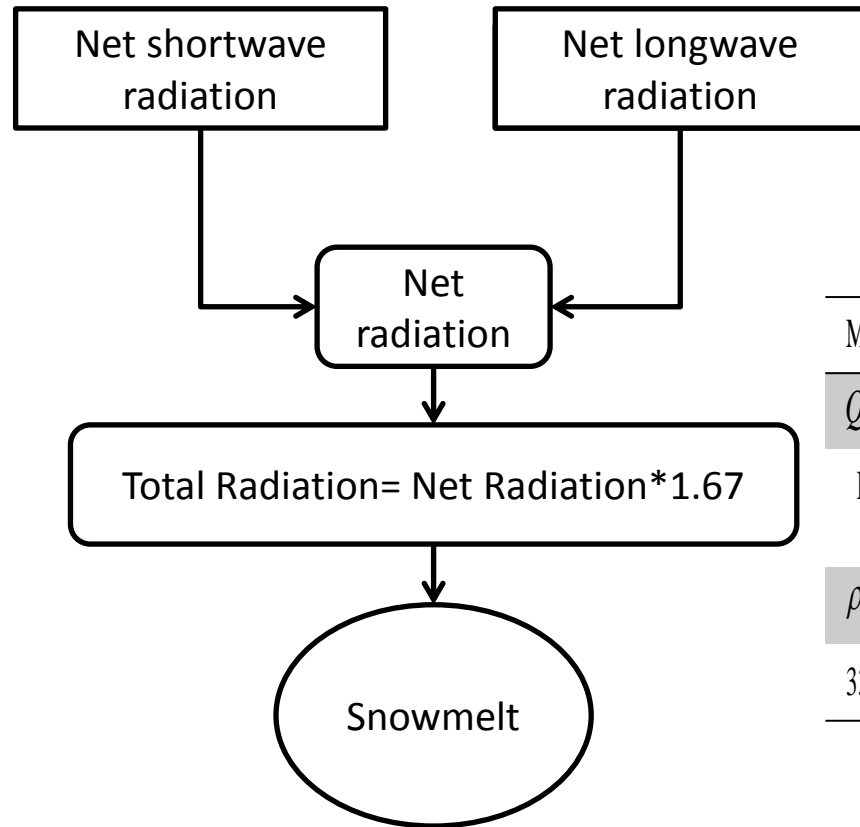 Net shortwave
radiation
Net longwave
radiation
Net
radiation
Total Radiation= Net Radiation*1.67
Snowmelt
M
Q
ρ